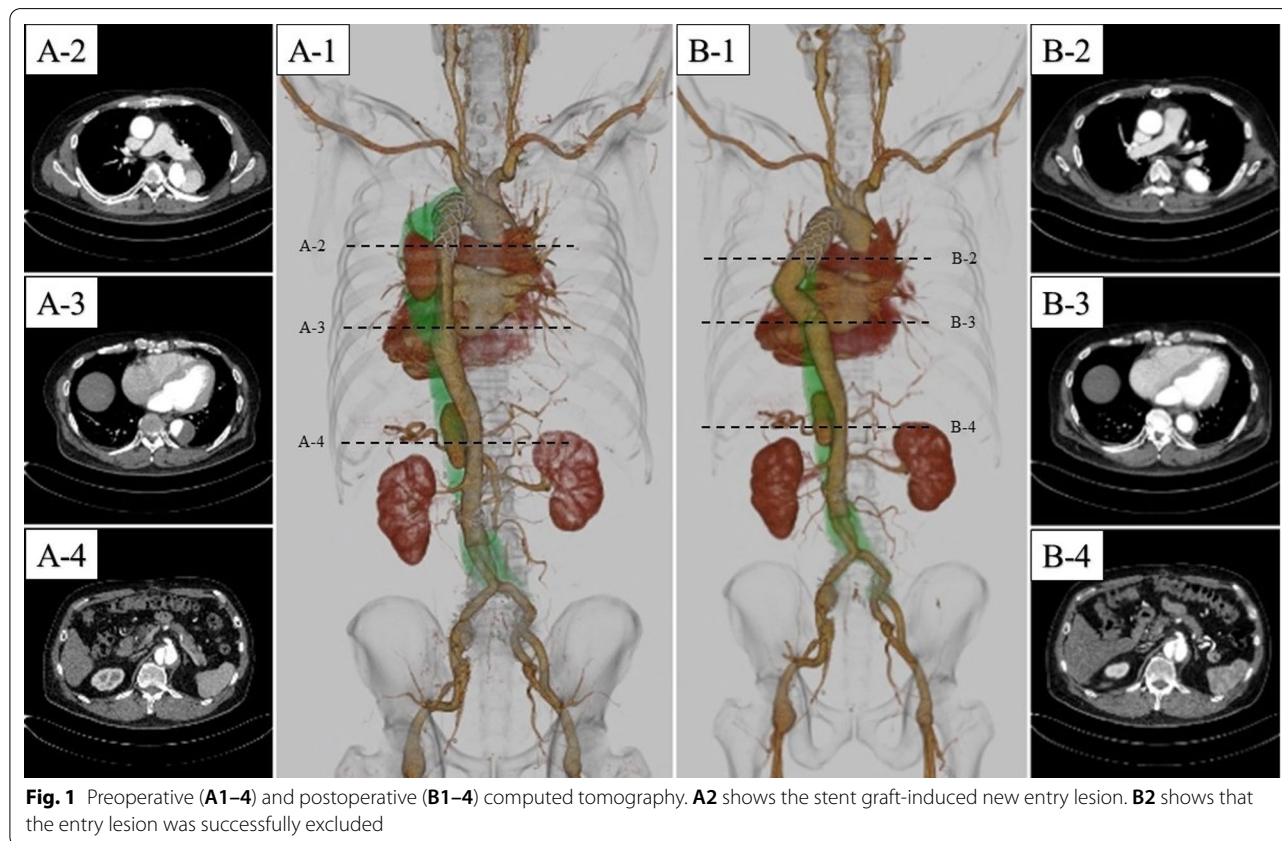 A-2
A-1
B-1
B-2
A-2
B-2
A-3
A-3
B-3
B-3
A-4
B-4
A-4
B-4
Fig. 1 Preoperative (A1–4) and postoperative (B1–4) computed tomography. A2 shows the stent graft-induced new entry lesion. B2 shows that
the entry lesion was successfully excluded